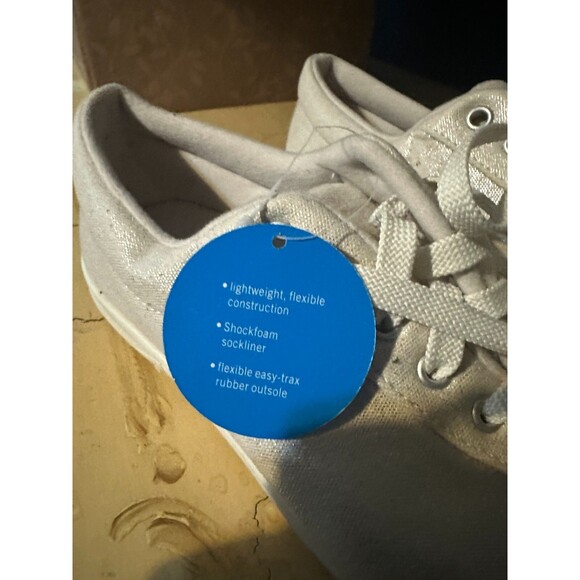 • lightweight, flexible
construction
• Shockfoam
sockliner
• flexible easy-trax
rubber outsole